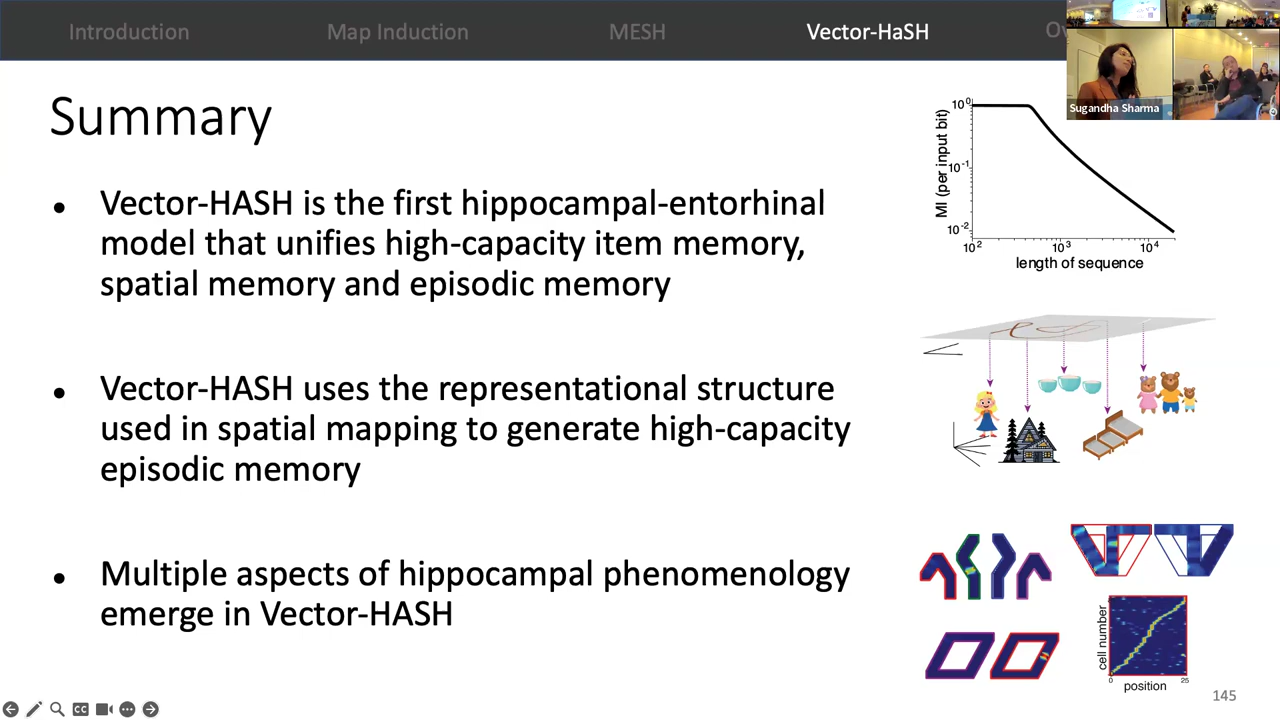 Introduction
Map Induction
MESH
Vector-HaSH
Sugandha Sharma
Summary
• Vector-HASH is the first hippocampal-entorhinal
model that unifies high-capacity item memory,
spatial memory and episodic memory
• Vector-HASH uses the representational structure
used in spatial mapping to generate high-capacity
episodic memory
• Multiple aspects of hippocampal phenomenology
emerge in Vector-HASH
MI (per input bit)
10⁰
10⁻¹
10⁻²
10² 10³ 10⁴
length of sequence
cell number
0 25
position
CC
145